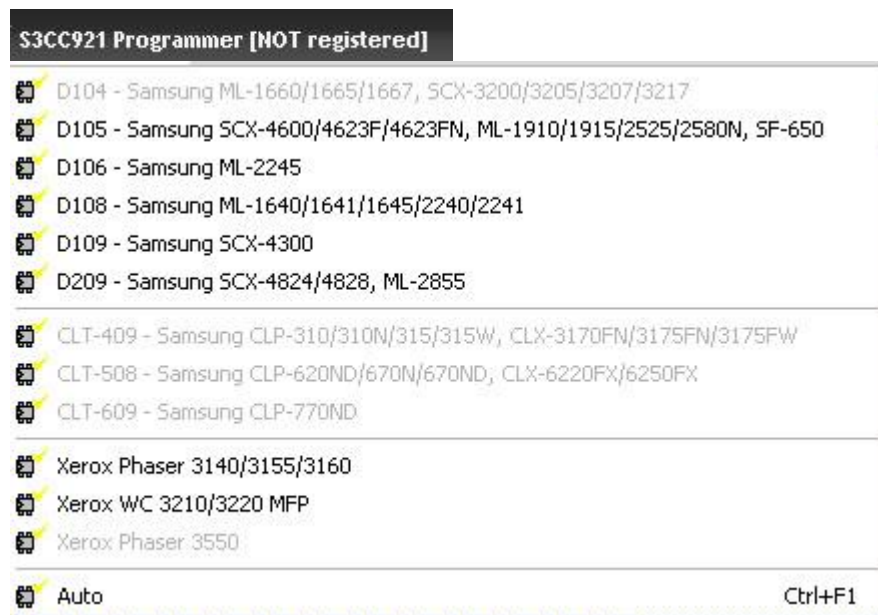 S3CC921 Programmer [NOT registered]
D104 - Samsung ML-1660/1665/1667, SCX-3200/3205/3207/3217
D105 - Samsung SCX-4600/4623F/4623FN, ML-1910/1915/2525/2580N, SF-650
D106 - Samsung ML-2245
D108 - Samsung ML-1640/1641/1645/2240/2241
D109 - Samsung SCX-4300
D209 - Samsung SCX-4824/4828, ML-2855
CLT-409 - Samsung CLP-310/310N/315/315W, CLX-3170FN/3175FN/3175FW
CLT-508 - Samsung CLP-620ND/670N/670ND, CLX-6220FX/6250FX
CLT-609 - Samsung CLP-770ND
Xerox Phaser 3140/3155/3160
Xerox WC 3210/3220 MFP
Xerox Phaser 3550
Auto Ctrl+F1